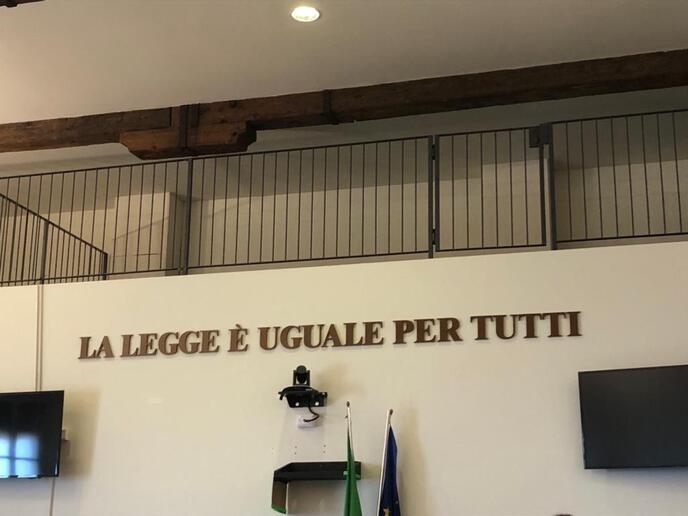 LA LEGGE È UGUALE PER TUTTI